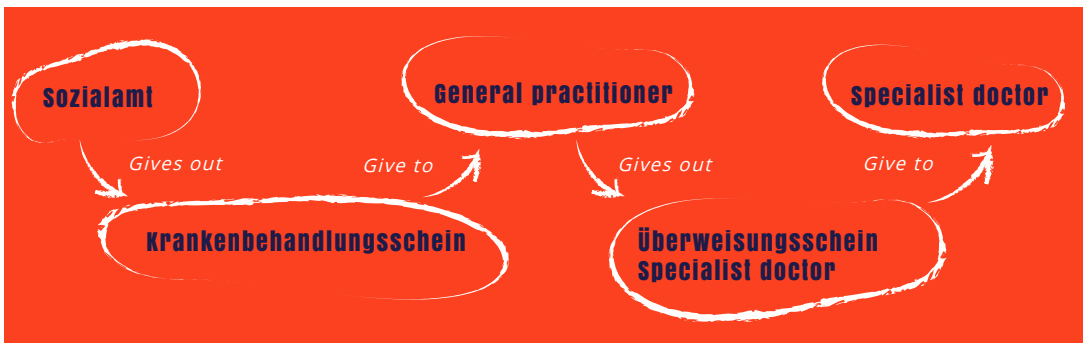 Sozialamt
Gives out
Krankenbehandlungsschein
Give to
General practitioner
Gives out
Überweisungsschein
Specialist doctor
Give to
Specialist doctor